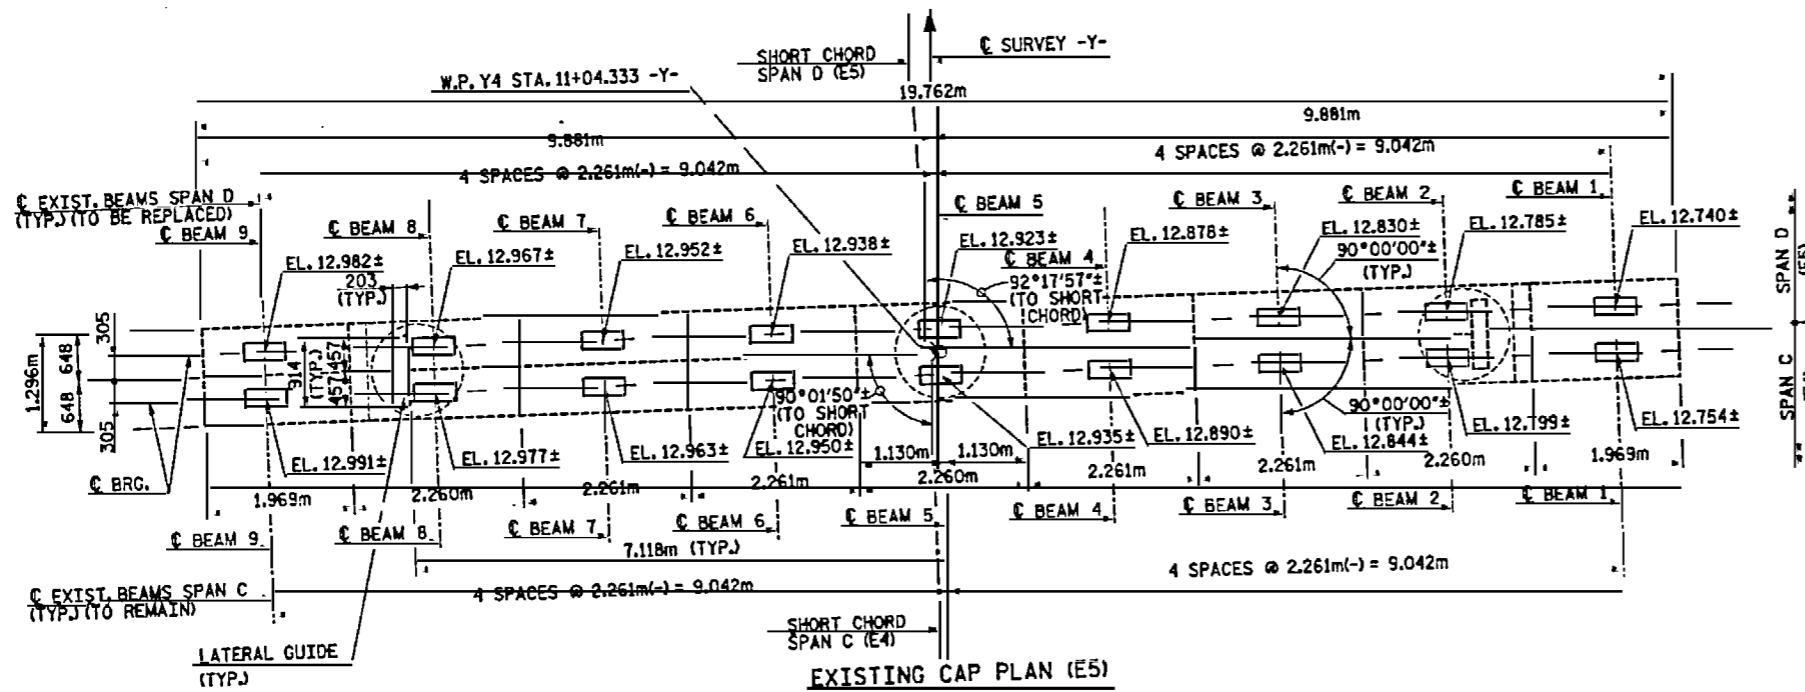 SHORT CHORD
SPAN D (E5)
℄ SURVEY -Y-
W.P. Y4 STA. 11+04.333 -Y-
19.762m
9.881m
9.881m
4 SPACES @ 2.261m(-) = 9.042m
4 SPACES @ 2.261m(-) = 9.042m
℄ EXIST. BEAMS SPAN D
(TYP.) (TO BE REPLACED)
℄ BEAM 9
℄ BEAM 8
℄ BEAM 7
℄ BEAM 6
℄ BEAM 5
℄ BEAM 4
℄ BEAM 3
℄ BEAM 2
℄ BEAM 1
EL. 12.982±
EL. 12.967±
EL. 12.952±
EL. 12.938±
EL. 12.923±
EL. 12.878±
EL. 12.830±
EL. 12.785±
EL. 12.740±
203
(TYP.)
92°17'57"±
(TO SHORT
CHORD)
90°00'00"±
(TYP.)
SPAN D
(E5)
SPAN C
305
648
1.296m
648
305
914
(TYP.)
457
457
90°01'50"±
(TO SHORT
CHORD)
90°00'00"±
(TYP.)
EL. 12.991±
EL. 12.977±
EL. 12.963±
EL. 12.950±
EL. 12.935±
EL. 12.890±
EL. 12.844±
EL. 12.799±
EL. 12.754±
℄ BRG.
1.130m
1.130m
1.969m
2.260m
2.261m
2.261m
2.260m
2.261m
2.261m
2.260m
1.969m
℄ BEAM 9
℄ BEAM 8
℄ BEAM 7
℄ BEAM 6
℄ BEAM 5
℄ BEAM 4
℄ BEAM 3
℄ BEAM 2
℄ BEAM 1
7.118m (TYP.)
4 SPACES @ 2.261m(-) = 9.042m
4 SPACES @ 2.261m(-) = 9.042m
℄ EXIST. BEAMS SPAN C
(TYP.) (TO REMAIN)
SHORT CHORD
SPAN C (E4)
LATERAL GUIDE
(TYP.)
EXISTING CAP PLAN (E5)